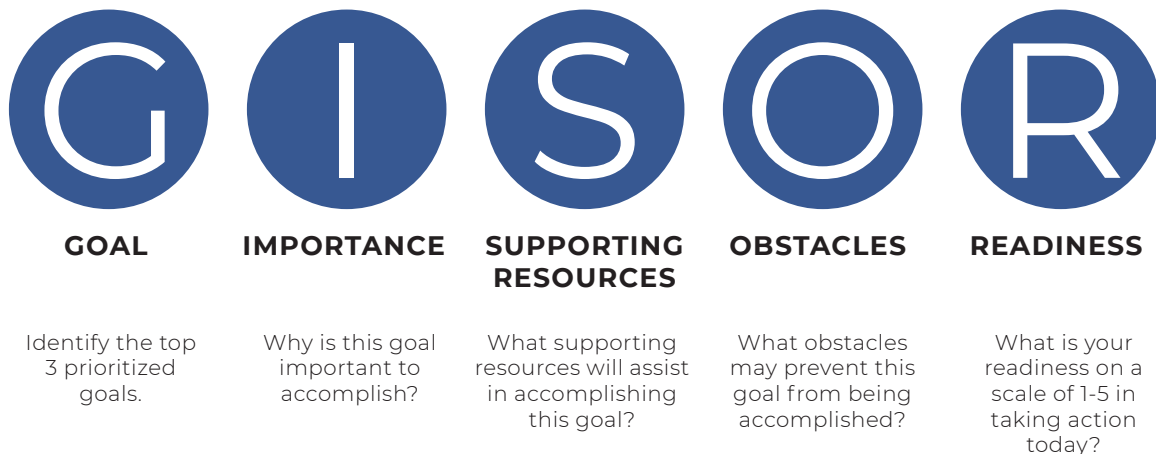 G I S O R
GOAL
Identify the top
3 prioritized
goals.
IMPORTANCE
Why is this goal
important to
accomplish?
SUPPORTING
RESOURCES
What supporting
resources will assist
in accomplishing
this goal?
OBSTACLES
What obstacles
may prevent this
goal from being
accomplished?
READINESS
What is your
readiness on a
scale of 1-5 in
taking action
today?